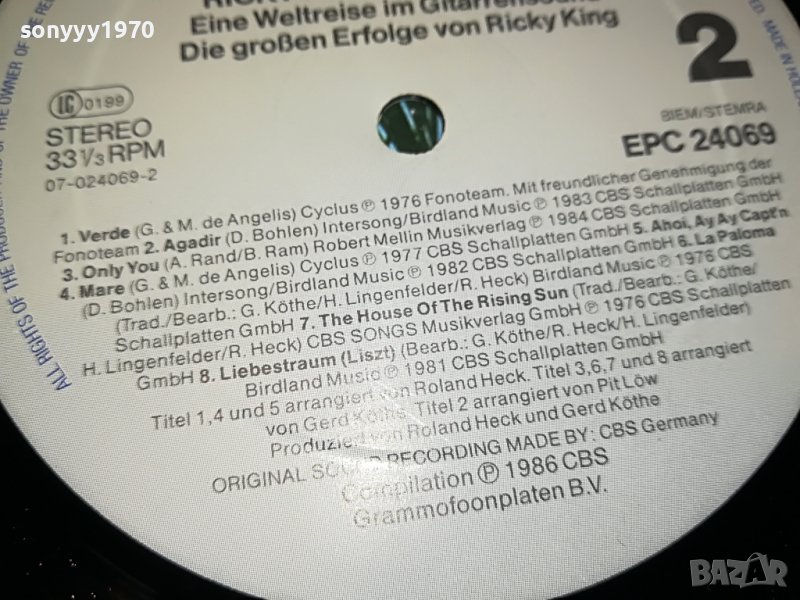 sonyyy1970
Eine Weltreise im
Die großen Erfolge von Ricky King
2
LC 0199
STEREO
33 1/3 RPM
07-024069-2
BIEM/STEMRA
EPC 24069
1. Verde (G. & M. de Angelis) Cyclus ℗ 1976 Fonoteam. Mit freundlicher Genehmigung der
Fonoteam 2. Agadir (D. Bohlen) Intersong/Birdland Music ℗ 1983 CBS Schallplatten GmbH
3. Only You (A. Rand/B. Ram) Robert Mellin Musikverlag ℗ 1984 CBS Schallplatten GmbH
4. Mare (G. & M. de Angelis) Cyclus ℗ 1977 CBS Schallplatten GmbH 5. Ahoi, Ay Ay Capt'n
(D. Bohlen) Intersong/Birdland Music ℗ 1982 CBS Schallplatten GmbH 6. La Paloma
(Trad./Bearb.: G. Köthe/H. Lingenfelder/R. Heck) Birdland Music ℗ 1976 CBS
Schallplatten GmbH 7. The House Of The Rising Sun (Trad./Bearb.: G. Köthe/
H. Lingenfelder/R. Heck) CBS SONGS Musikverlag GmbH ℗ 1976 CBS Schallplatten
GmbH 8. Liebestraum (Liszt) (Bearb.: G. Köthe/R. Heck/H. Lingenfelder)
Birdland Music ℗ 1981 CBS Schallplatten GmbH
Titel 1,4 und 5 arrangiert von Roland Heck. Titel 3,6,7 und 8 arrangiert
von Gerd Köthe. Titel 2 arrangiert von Pit Löw
Produziert von Roland Heck und Gerd Köthe
ORIGINAL SOUND RECORDING MADE BY: CBS Germany
Compilation ℗ 1986 CBS
Grammofoonplaten B.V.
ALL RIGHTS OF THE PRODUCER AND OF THE OWNER OF THE
MADE IN
BAZAR